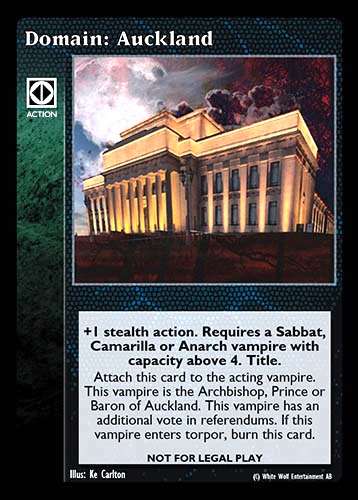 Domain: Auckland
ACTION
+1 stealth action. Requires a Sabbat,
Camarilla or Anarch vampire with
capacity above 4. Title.
Attach this card to the acting vampire.
This vampire is the Archbishop, Prince or
Baron of Auckland. This vampire has an
additional vote in referendums. If this
vampire enters torpor, burn this card.
NOT FOR LEGAL PLAY
Illus: Ke Carlton
(C) White Wolf Entertainment AB